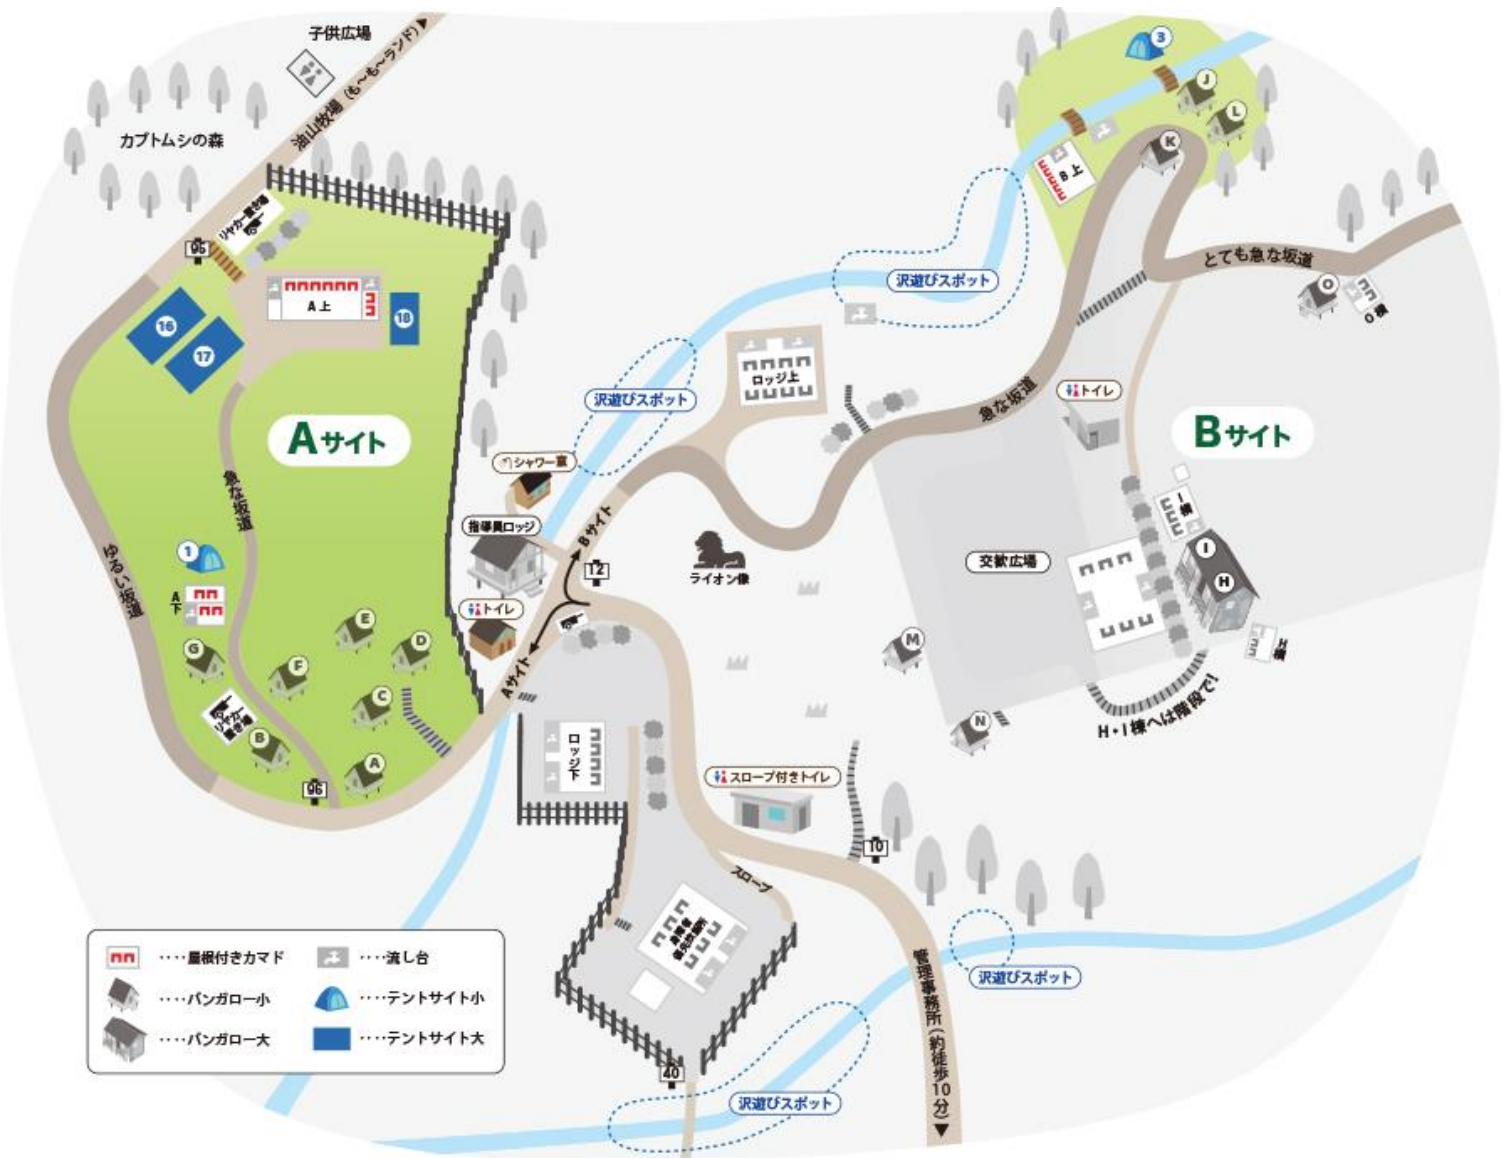 子供広場
油山牧場(も～も～ランド)▶
カブトムシの森
リヤカー置き場
95
A上
16
17
18
Aサイト
急な坂道
ゆるい坂道
1
A下
G
E
D
F
C
リヤカー置き場
B
A
96
3
J
L
K
B上
沢遊びスポット
とても急な坂道
O
O棟
沢遊びスポット
ロッジ上
急な坂道
トイレ
Bサイト
シャワー室
指導員ロッジ
Bサイト
12
トイレ
Aサイト
ライオン像
交歓広場
I棟
I
H
H棟
M
N
H・I棟へは階段で!
ロッジ下
スロープ付きトイレ
10
スロープ
管理事務所(約徒歩10分)▼
沢遊びスポット
40
沢遊びスポット
‥‥屋根付きカマド
‥‥流し台
‥‥バンガロー小
‥‥テントサイト小
‥‥バンガロー大
‥‥テントサイト大